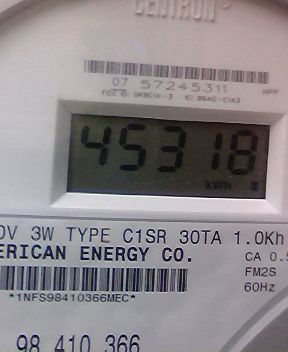 CENTRON®
07 57245311
45318
kWh
0V 3W TYPE C1SR 30TA 1.0Kh
ERICAN ENERGY CO. CA 0.5
FM2S
*1NFS98410366MEC* 60Hz
98 410 366